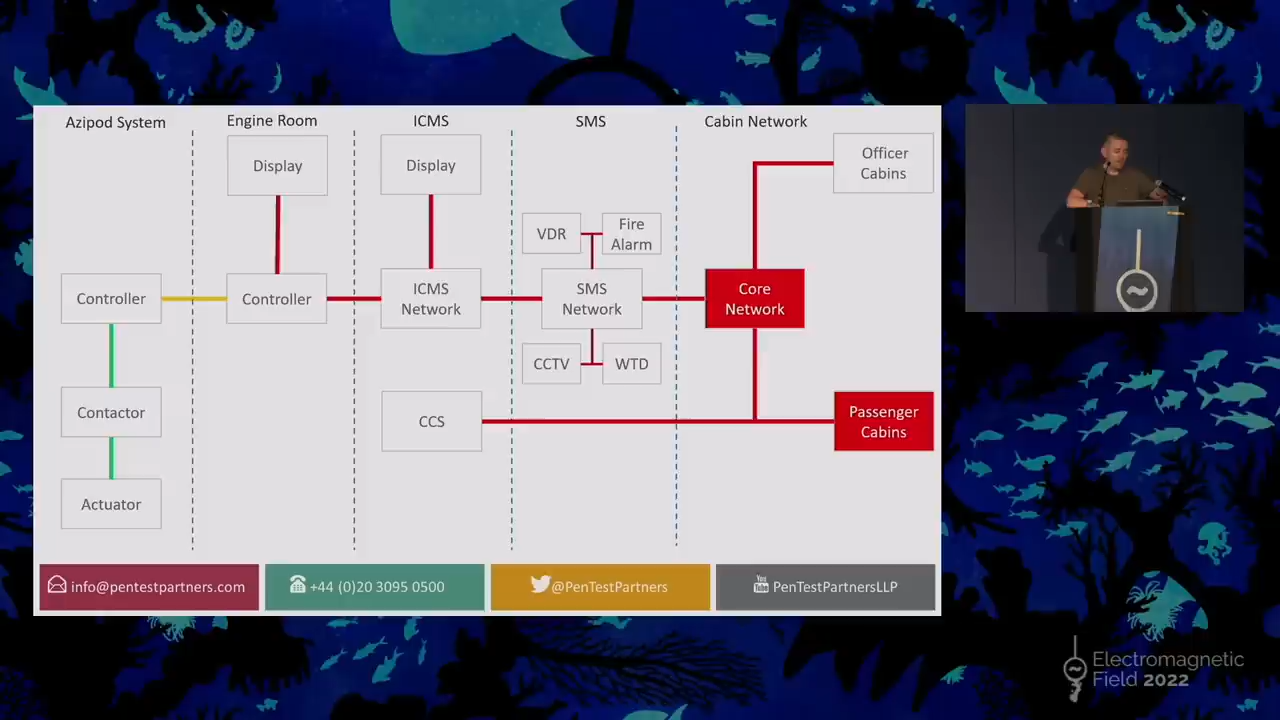 Azipod System
Engine Room
ICMS
SMS
Cabin Network
Display
Display
Officer
Cabins
VDR
Fire
Alarm
Controller
Controller
ICMS
Network
SMS
Network
Core
Network
CCTV
WTD
Contactor
CCS
Passenger
Cabins
Actuator
info@pentestpartners.com
+44 (0)20 3095 0500
@PenTestPartners
You
Tube
PenTestPartnersLLP
Electromagnetic
Field 2022